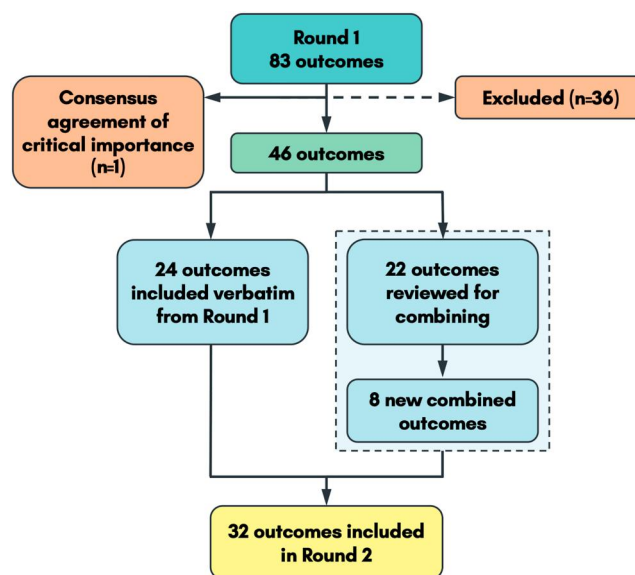 Round 1
83 outcomes
Consensus
agreement of
critical importance
(n=1)
Excluded (n=36)
46 outcomes
24 outcomes
included verbatim
from Round 1
22 outcomes
reviewed for
combining
8 new combined
outcomes
32 outcomes included
in Round 2